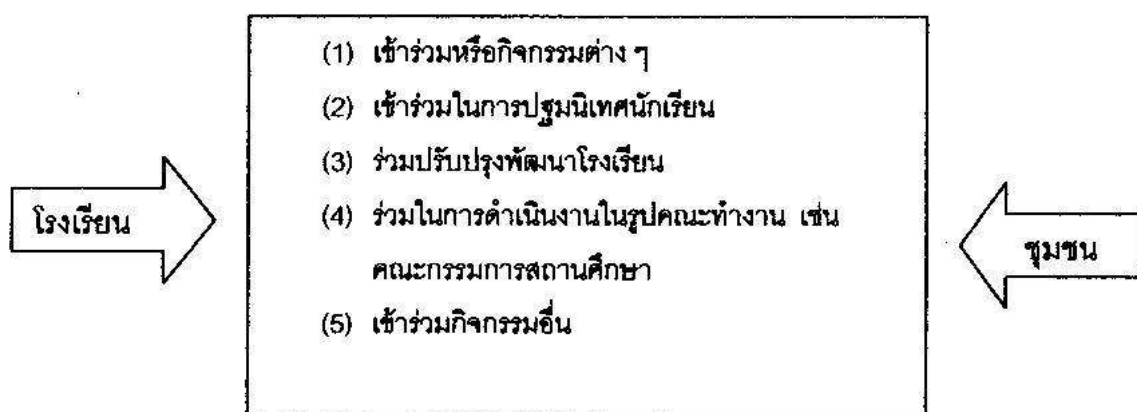 (1) เข้าร่วมหรือกิจกรรมต่าง ๆ
(2) เข้าร่วมในการปฐมนิเทศนักเรียน
(3) ร่วมปรับปรุงพัฒนาโรงเรียน
โรงเรียน
(4) ร่วมในการดำเนินงานในรูปคณะทำงาน เช่น
คณะกรรมการสถานศึกษา
ชุมชน
(5) เข้าร่วมกิจกรรมอื่น